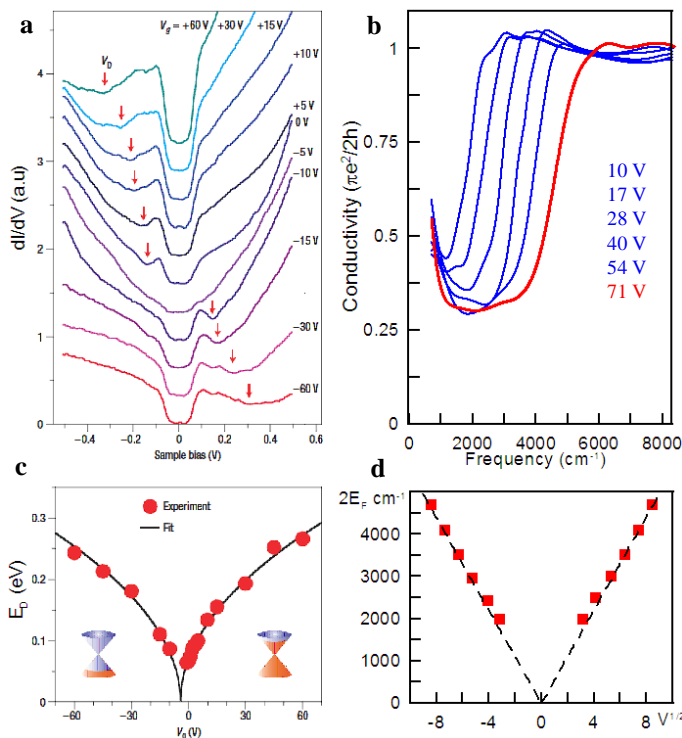 a
V_g = +60 V +30 V +15 V
+10 V
+5 V
0 V
−5 V
−10 V
−15 V
−30 V
−60 V
V_D
4
3
2
1
0
dI/dV (a.u)
−0.4 −0.2 0 0.2 0.4 0.6
Sample bias (V)
b
1
0.75
0.5
0.25
0
Conductivity (πe²/2h)
10 V
17 V
28 V
40 V
54 V
71 V
0 2000 4000 6000 8000
Frequency (cm⁻¹)
c
Experiment
Fit
0.3
0.2
0.1
0
E_D (eV)
−60 −30 0 30 60
V_g (V)
d
2E_F cm⁻¹
4000
3000
2000
1000
0
-8 -4 0 4 8 V^1/2